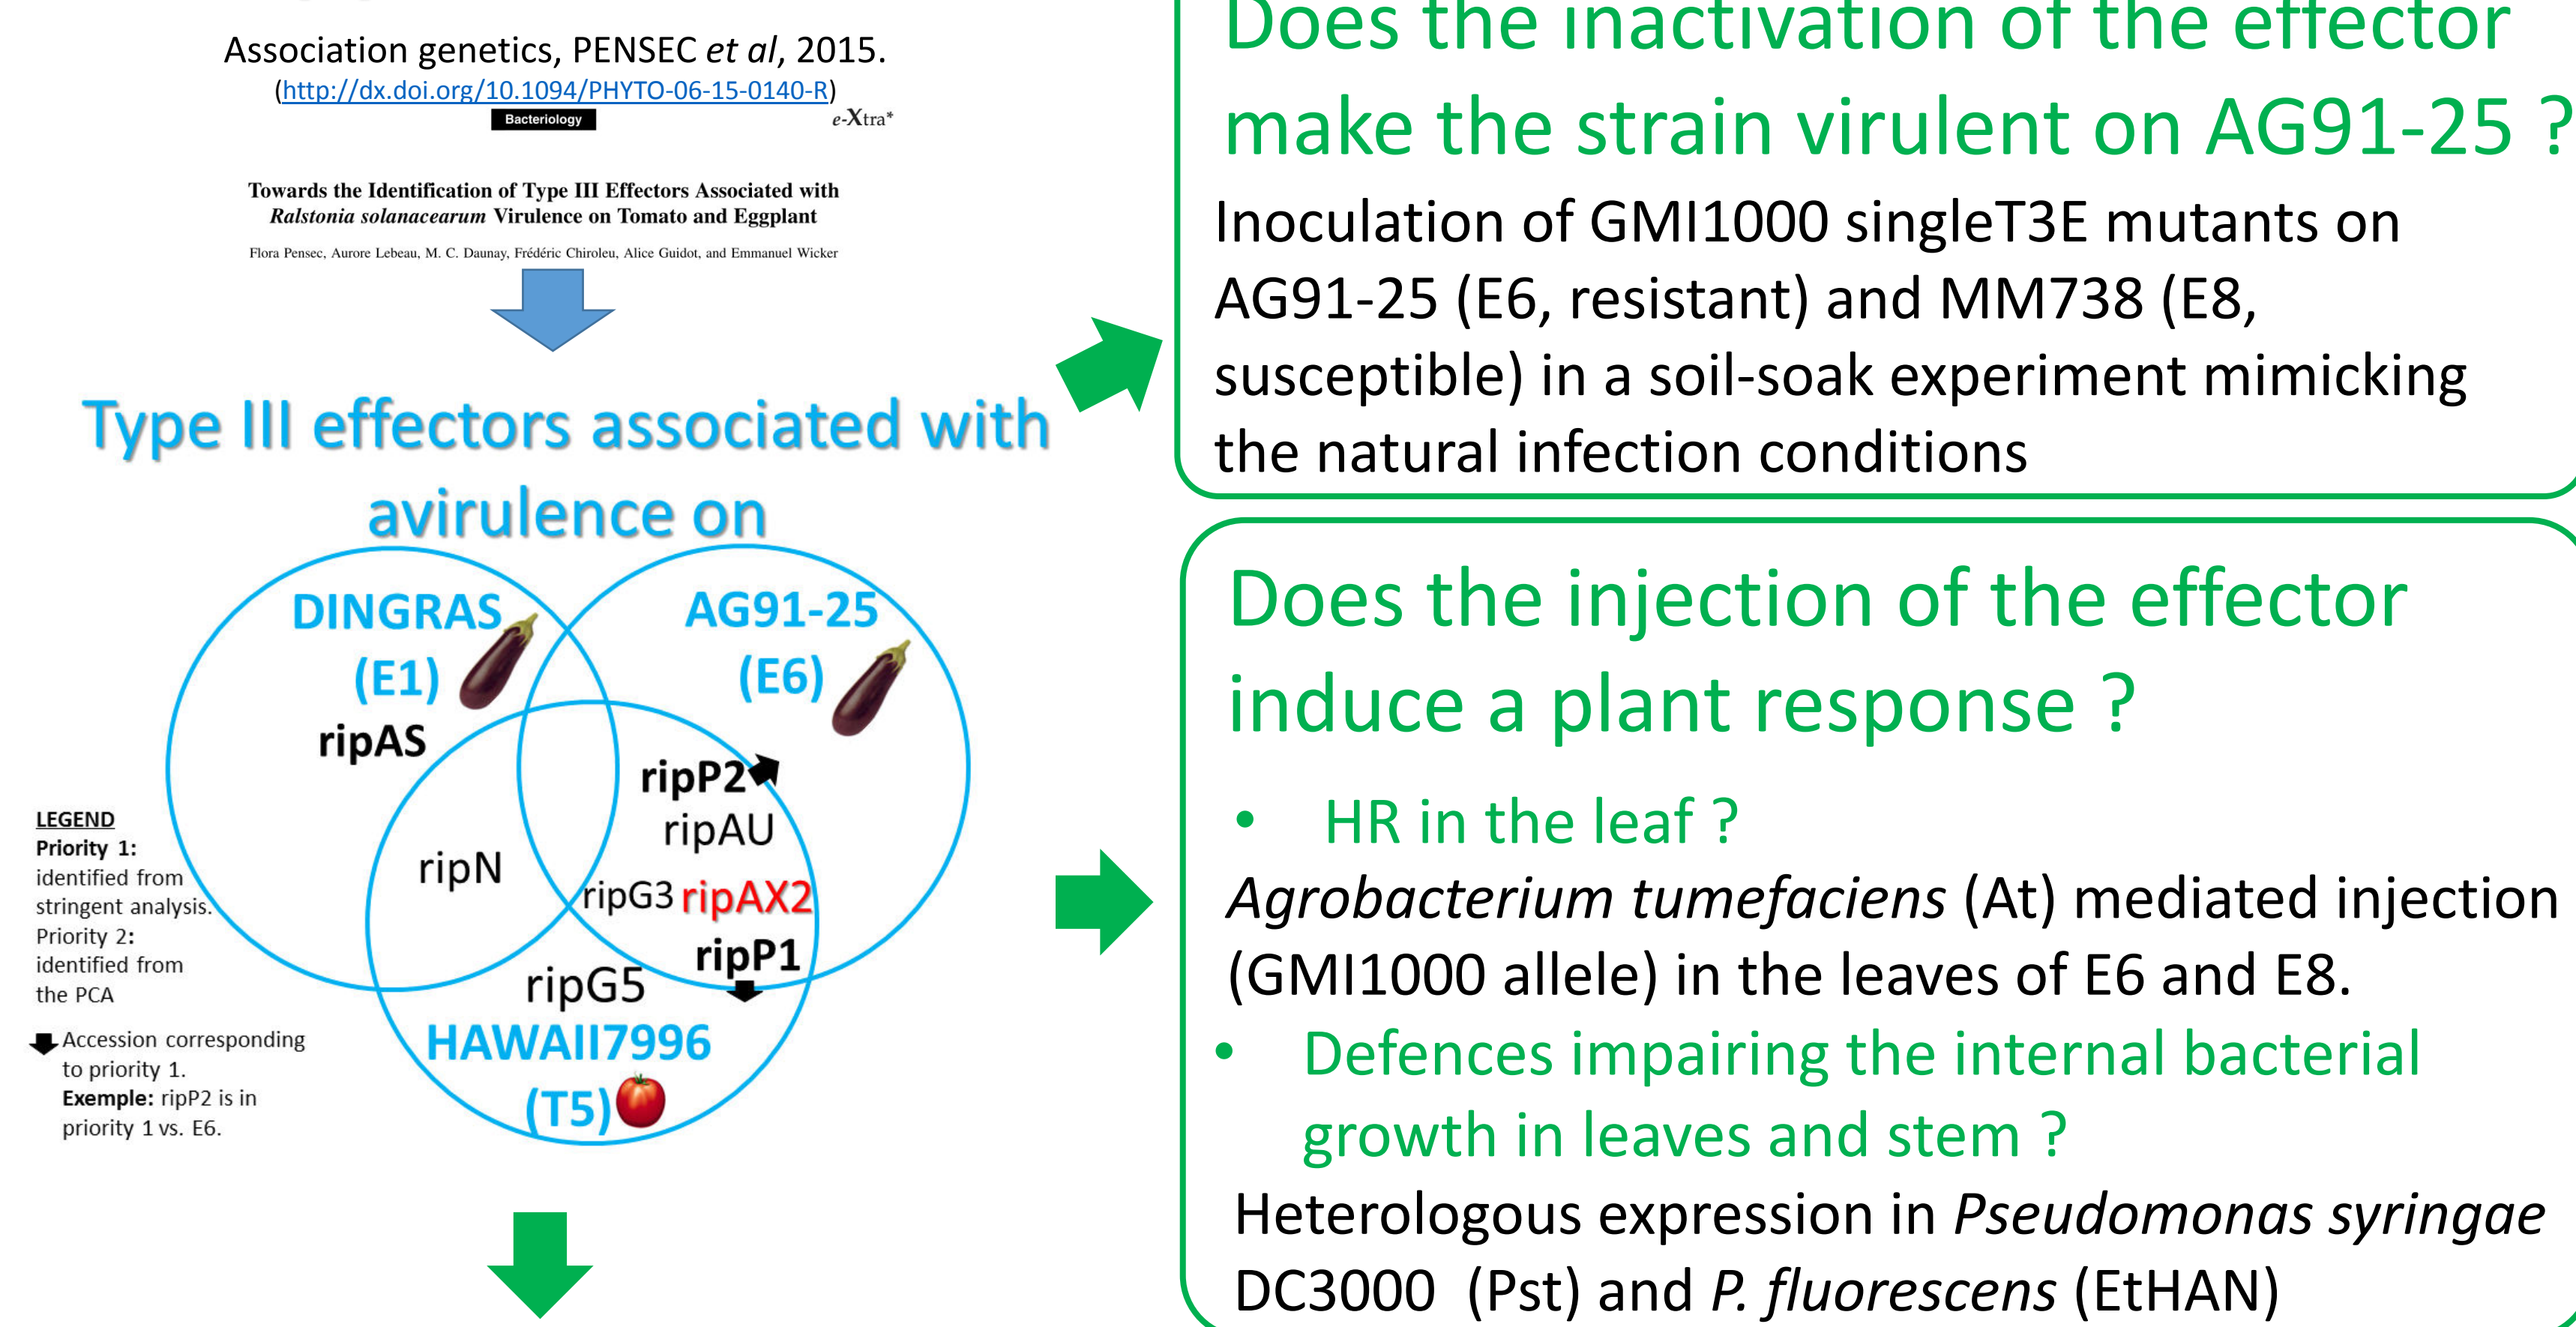 Association genetics, PENSEC et al, 2015.
(http://dx.doi.org/10.1094/PHYTO-06-15-0140-R)
Bacteriology
e-Xtra*
Towards the Identification of Type III Effectors Associated with
Ralstonia solanacearum Virulence on Tomato and Eggplant
Flora Pensec, Aurore Lebeau, M. C. Daunay, Frédéric Chiroleu, Alice Guidot, and Emmanuel Wicker
Type III effectors associated with
avirulence on
DINGRAS
(E1)
ripAS
AG91-25
(E6)
ripP2
ripAU
ripN
ripG3 ripAX2
ripP1
ripG5
HAWAII7996
(T5)
LEGEND
Priority 1:
identified from
stringent analysis.
Priority 2:
identified from
the PCA
Accession corresponding
to priority 1.
Exemple: ripP2 is in
priority 1 vs. E6.
Does the inactivation of the effector
make the strain virulent on AG91-25 ?
Inoculation of GMI1000 singleT3E mutants on
AG91-25 (E6, resistant) and MM738 (E8,
susceptible) in a soil-soak experiment mimicking
the natural infection conditions
Does the injection of the effector
induce a plant response ?
• HR in the leaf ?
Agrobacterium tumefaciens (At) mediated injection
(GMI1000 allele) in the leaves of E6 and E8.
• Defences impairing the internal bacterial
growth in leaves and stem ?
Heterologous expression in Pseudomonas syringae
DC3000 (Pst) and P. fluorescens (EtHAN)